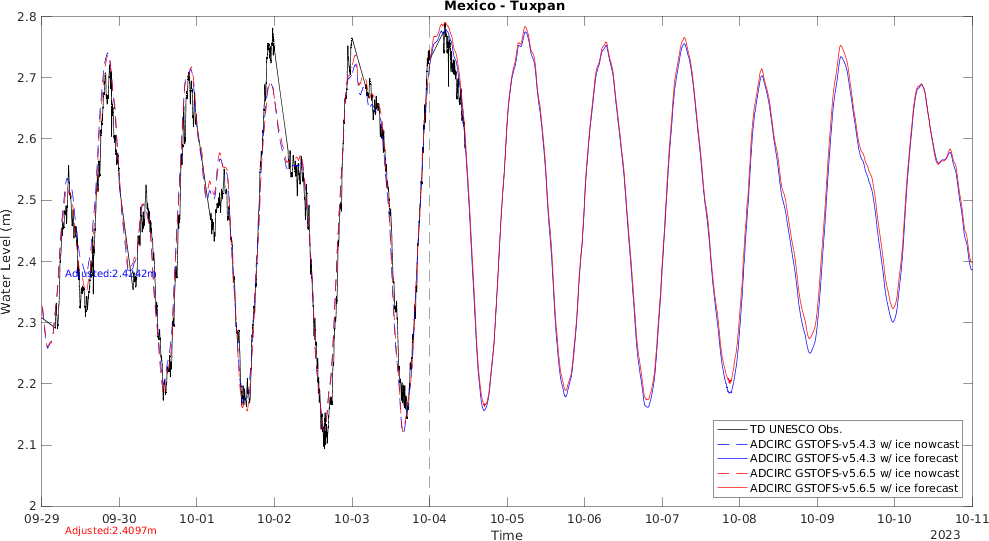 Mexico - Tuxpan
Water Level (m)
2.8
2.7
2.6
2.5
2.4
2.3
2.2
2.1
2
Adjusted:2.4242m
TD UNESCO Obs.
ADCIRC GSTOFS-v5.4.3 w/ ice nowcast
ADCIRC GSTOFS-v5.4.3 w/ ice forecast
ADCIRC GSTOFS-v5.6.5 w/ ice nowcast
ADCIRC GSTOFS-v5.6.5 w/ ice forecast
09-29 09-30 10-01 10-02 10-03 10-04 10-05 10-06 10-07 10-08 10-09 10-10 10-11
Adjusted:2.4097m
Time
2023